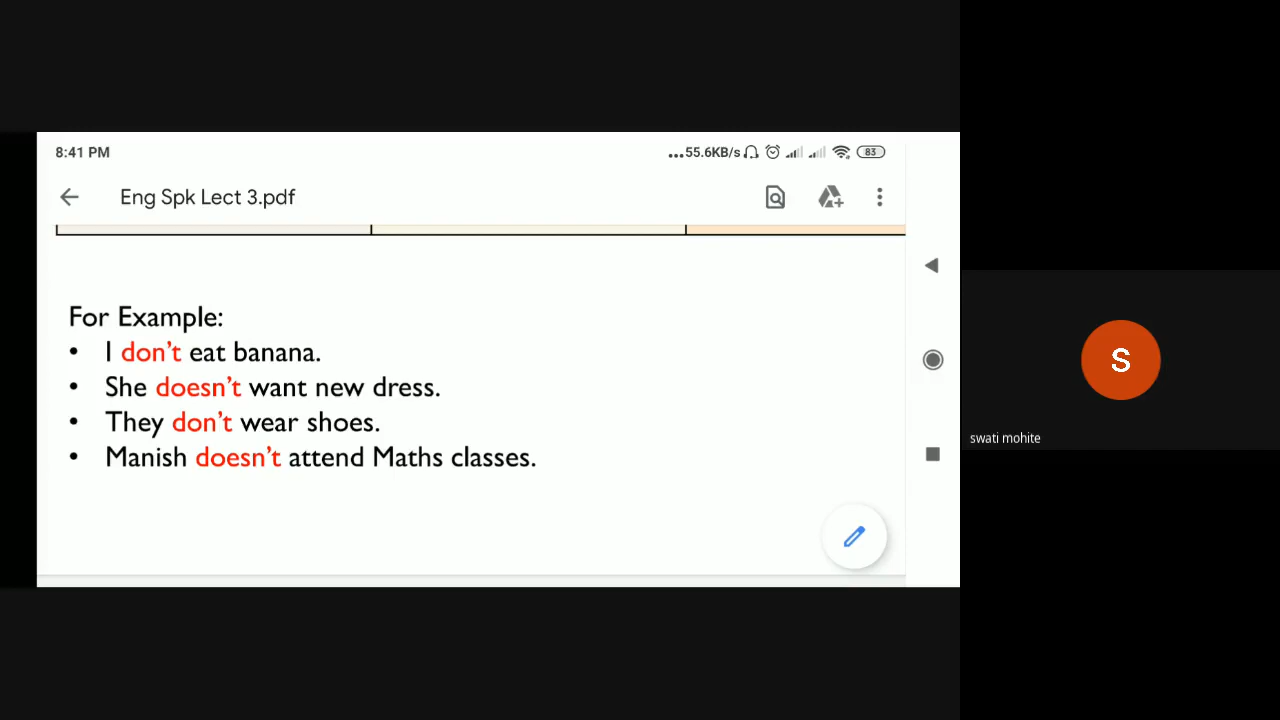 8:41 PM
...55.6KB/s
83
Eng Spk Lect 3.pdf
For Example:
• I don't eat banana.
• She doesn't want new dress.
• They don't wear shoes.
• Manish doesn't attend Maths classes.
S
swati mohite